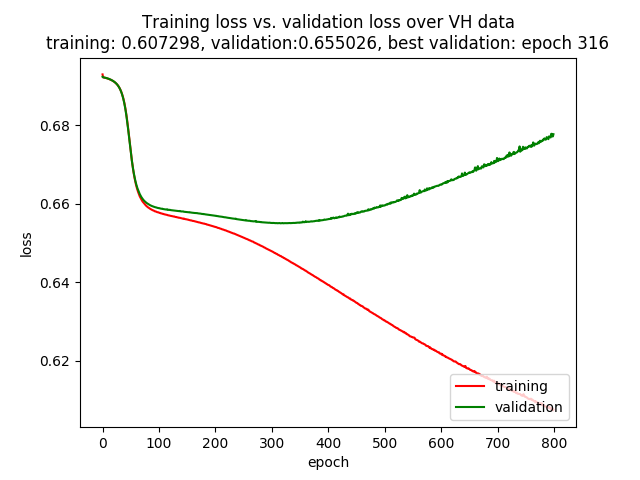 Training loss vs. validation loss over VH data
training: 0.607298, validation:0.655026, best validation: epoch 316
0.68
0.66
0.64
0.62
loss
0 100 200 300 400 500 600 700 800
epoch
training
validation